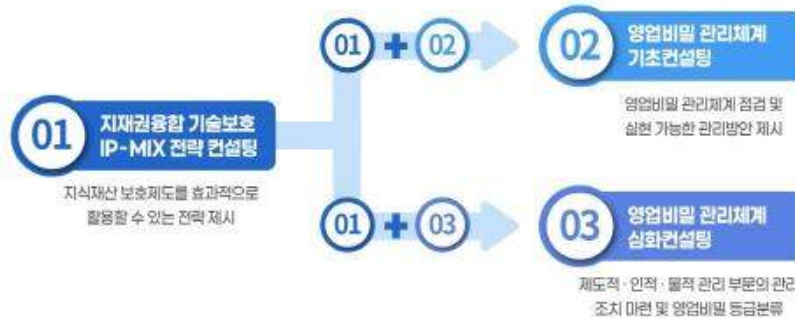 01
지재권융합 기술보호
IP-MIX 전략 컨설팅
지식재산 보호제도를 효과적으로
활용할 수 있는 전략 제시
01 + 02
02
영업비밀 관리체계
기초컨설팅
영업비밀 관리체계 점검 및
실현 가능한 관리방안 제시
01 + 03
03
영업비밀 관리체계
심화컨설팅
제도적 · 인적 · 물적 관리 부문의 관리
조치 마련 및 영업비밀 등급분류